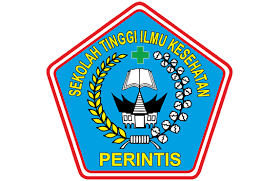 SEKOLAH TINGGI ILMU KESEHATAN
PERINTIS